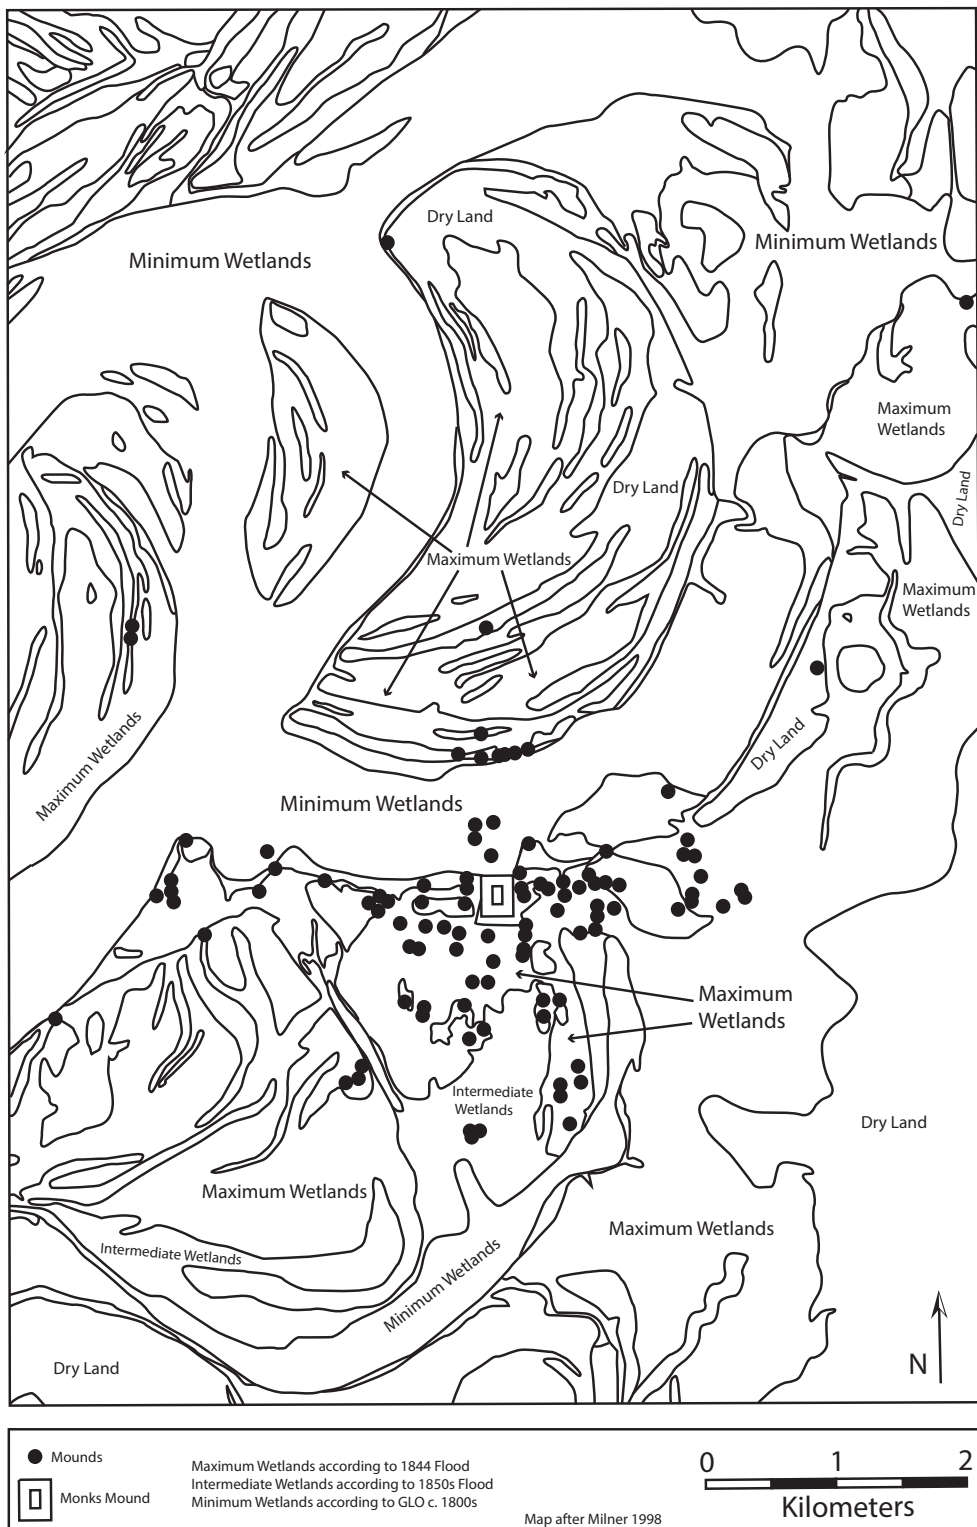 Dry Land
Minimum Wetlands
Minimum Wetlands
Maximum
Wetlands
Dry Land
Dry Land
Maximum Wetlands
Maximum
Wetlands
Maximum Wetlands
Dry Land
Minimum Wetlands
Maximum
Wetlands
Intermediate
Wetlands
Dry Land
Maximum Wetlands
Maximum Wetlands
Intermediate Wetlands
Minimum Wetlands
Dry Land
N
Mounds
Monks Mound
Maximum Wetlands according to 1844 Flood
Intermediate Wetlands according to 1850s Flood
Minimum Wetlands according to GLO c. 1800s
Map after Milner 1998
0 1 2
Kilometers